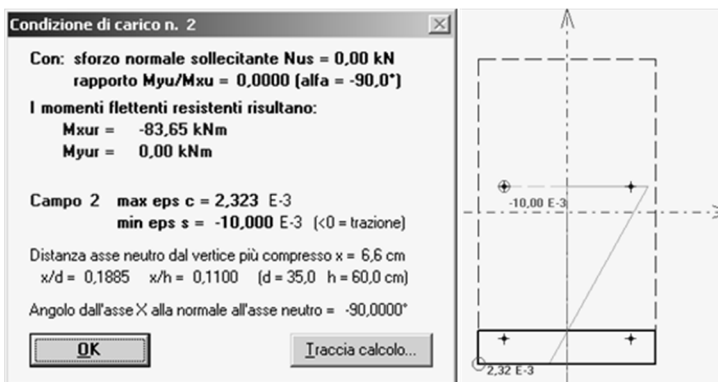 Condizione di carico n. 2
Con: sforzo normale sollecitante Nus = 0,00 kN
rapporto Myu/Mxu = 0,0000 (alfa = -90,0°)
I momenti flettenti resistenti risultano:
Mxur = -83,65 kNm
Myur = 0,00 kNm
Campo 2 max eps c = 2,323 E-3
min eps s = -10,000 E-3 (<0 = trazione)
Distanza asse neutro dal vertice più compresso x = 6,6 cm
x/d = 0,1885 x/h = 0,1100 (d = 35,0 h = 60,0 cm)
Angolo dall'asse X alla normale all'asse neutro = -90,0000°
OK
Traccia calcolo...
-10,00 E-3
2,32 E-3